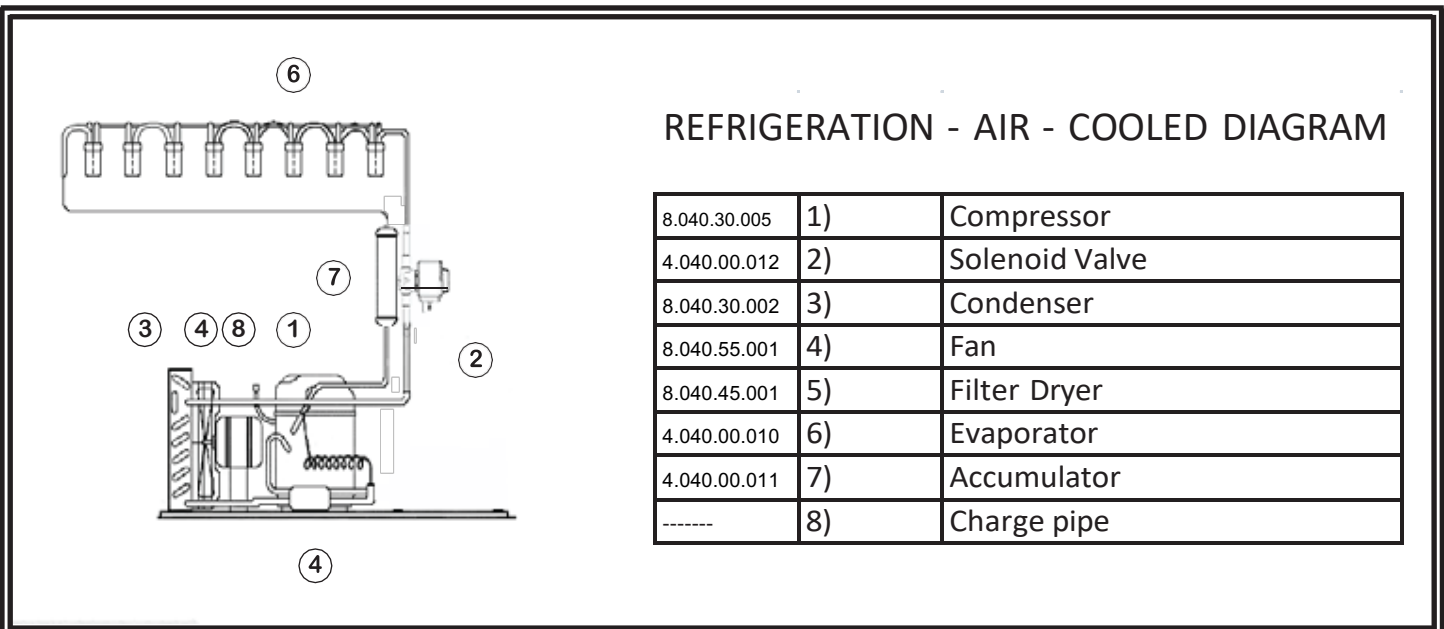 6
REFRIGERATION - AIR - COOLED DIAGRAM
8.040.30.005 1) Compressor
4.040.00.012 2) Solenoid Valve
8.040.30.002 3) Condenser
8.040.55.001 4) Fan
8.040.45.001 5) Filter Dryer
4.040.00.010 6) Evaporator
4.040.00.011 7) Accumulator
------- 8) Charge pipe
7
3 4 8 1
2
4